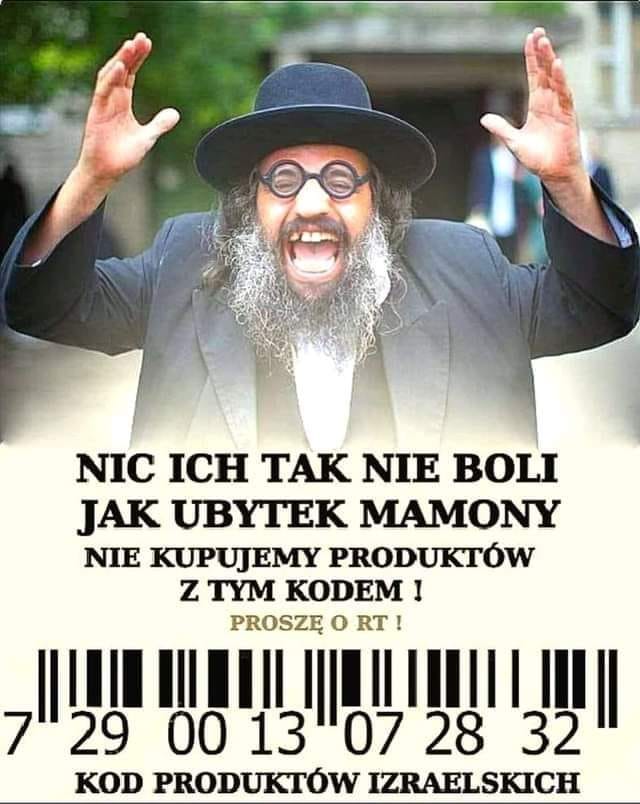 NIC ICH TAK NIE BOLI
JAK UBYTEK MAMONY
NIE KUPUJEMY PRODUKTÓW
Z TYM KODEM !
PROSZĘ O RT !
7 29 00 13 07 28 32
KOD PRODUKTÓW IZRAELSKICH